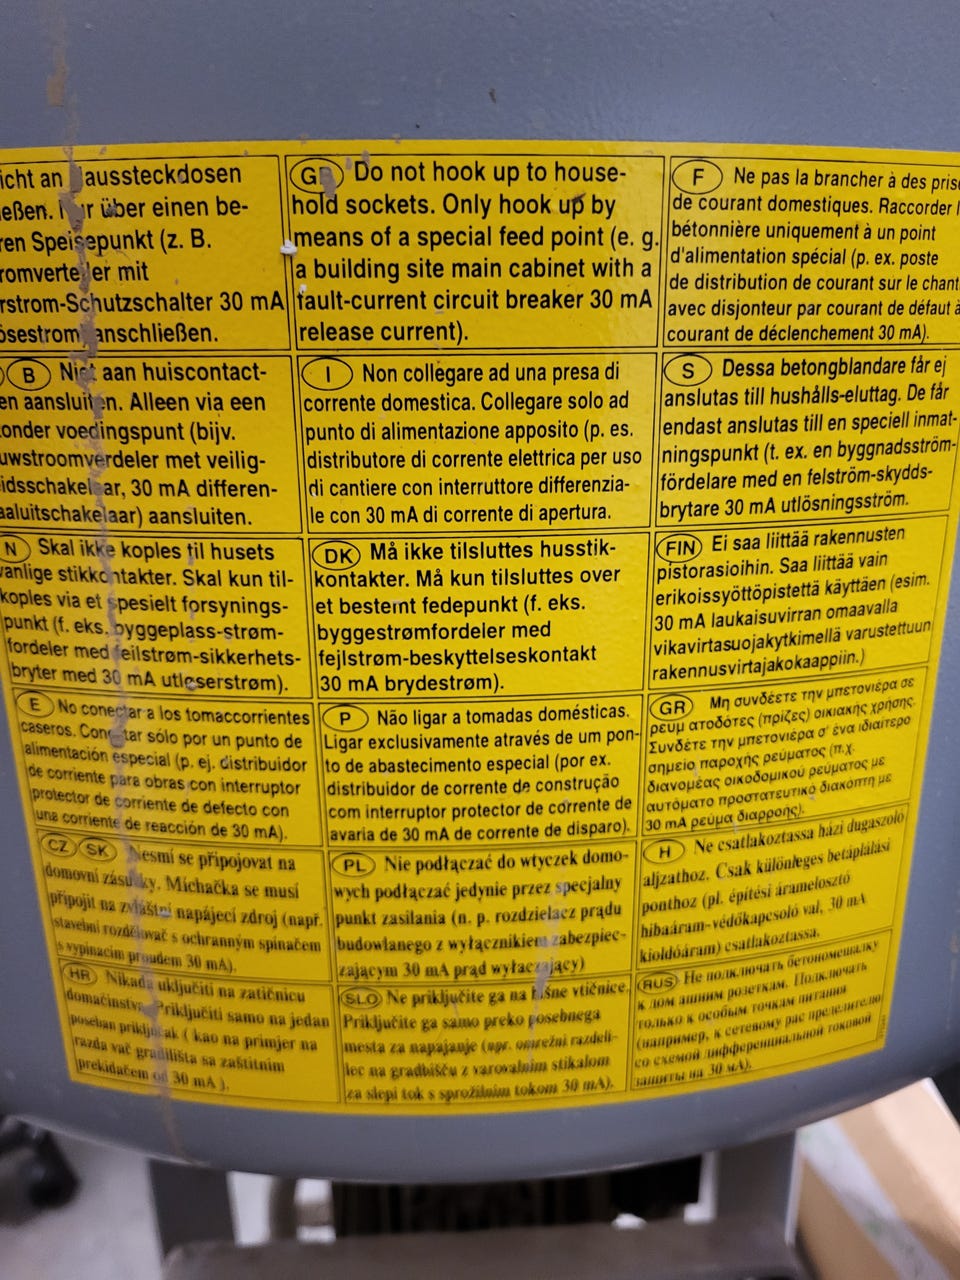 icht an aussteckdosen
eßen. Nur über einen be-
ren Speisepunkt (z. B.
romverteiler mit
rstrom-Schutzschalter 30 mA
ösestrom anschließen.
GB Do not hook up to house-
hold sockets. Only hook up by
means of a special feed point (e. g.
a building site main cabinet with a
fault-current circuit breaker 30 mA
release current).
F Ne pas la brancher à des prise
de courant domestiques. Raccorder l
bétonnière uniquement à un point
d'alimentation spécial (p. ex. poste
de distribution de courant sur le chant
avec disjonteur par courant de défaut à
courant de déclenchement 30 mA).
B Niet aan huiscontact-
en aansluiten. Alleen via een
onder voedingspunt (bijv.
uwstroomverdeler met veilig-
idsschakelaar, 30 mA differen-
aaluitschakelaar) aansluiten.
I Non collegare ad una presa di
corrente domestica. Collegare solo ad
punto di alimentazione apposito (p. es.
distributore di corrente elettrica per uso
di cantiere con interruttore differenzia-
le con 30 mA di corrente di apertura.
S Dessa betongblandare får ej
anslutas till hushålls-eluttag. De får
endast anslutas till en speciell inmat-
ningspunkt (t. ex. en byggnadsström-
fördelare med en felström-skydds-
brytare 30 mA utlösningsström.
N Skal ikke koples til husets
vanlige stikkontakter. Skal kun til-
koples via et spesielt forsynings-
punkt (f. eks. byggeplass-strøm-
fordeler med feilstrøm-sikkerhets-
bryter med 30 mA utløserstrøm).
DK Må ikke tilsluttes husstik-
kontakter. Må kun tilsluttes over
et bestemt fødepunkt (f. eks.
byggestrømfordeler med
fejlstrøm-beskyttelseskontakt
30 mA brydestrøm).
FIN Ei saa liittää rakennusten
pistorasioihin. Saa liittää vain
erikoissyöttöpistettä käyttäen (esim.
30 mA laukaisuvirran omaavalla
vikavirtasuojakytkimellä varustettuun
rakennusvirtajakokaappiin.)
E No conectar a los tomaccorrientes
caseros. Conectar sólo por un punto de
alimentación especial (p. ej. distribuidor
de corriente para obras con interruptor
protector de corriente de defecto con
una corriente de reacción de 30 mA).
P Não ligar a tomadas domésticas.
Ligar exclusivamente através de um pon-
to de abastecimento especial (por ex.
distribuidor de corrente de construção
com interruptor protector de corrente de
avaria de 30 mA de corrente de disparo).
GR Μη συνδέετε την μπετονιέρα σε
ρευμ ατοδότες (πρίζες) οικιακής χρήσης.
Συνδέτε την μπετονιέρα σ' ένα ιδιαίτερο
σημείο παροχής ρεύματος (π.χ.
διανομέας οικοδομικού ρεύματος με
αυτόματο προστατευτικό διακόπτη με
30 mA ρεύμα διαρροής).
CZ SK Nesmí se připojovat na
domovní zásuvky. Míchačka se musí
připojit na zvláštní napájecí zdroj (např.
stavební rozdělovač s ochranným spínačem
s vypínacím proudem 30 mA).
PL Nie podłączać do wtyczek domo-
wych podłączać jedynie przez specjalny
punkt zasilania (n. p. rozdzielacz prądu
budowlanego z wyłącznikiem zabezpiec-
zającym 30 mA prąd wyłaczający)
H Ne csatlakoztassa házi dugaszoló
aljzathoz. Csak különleges betáplálási
ponthoz (pl. építési áramelosztó
hibaáram-védőkapcsoló val, 30 mA
kioldóáram) csatlakoztassa.
HR Nikada uključiti na zatičnicu
domaćinstva. Priključiti samo na jedan
poseban priključak ( kao na primjer na
razda vač gradilišta sa zaštitnim
prekidačem od 30 mA ).
SLO Ne priključite ga na hišne vtičnice.
Priključite ga samo preko posebnega
mesta za napajanje (npr. omrežni razdeli-
lec na gradbišču z varovalnim stikalom
za slepi tok s sprožilnim tokom 30 mA).
RUS Не подключать бетономешалку
к дом ашним розеткам. Подключать
только к особым точкам питания
(например, к сетевому рас пределителю
со схемой дифференциальной токовой
защиты на 30 мА).